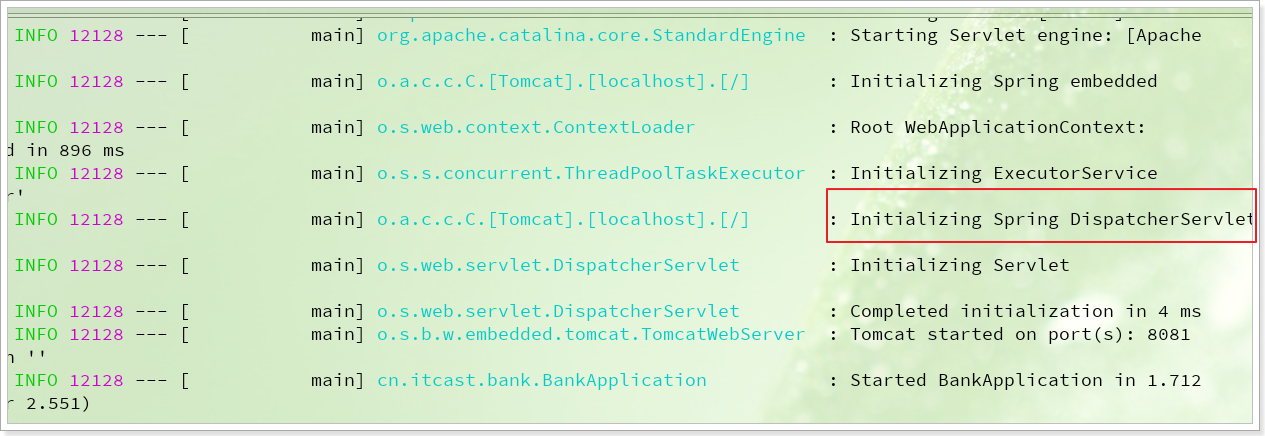 INFO 12128 --- [           main] org.apache.catalina.core.StandardEngine  : Starting Servlet engine: [Apache
INFO 12128 --- [           main] o.a.c.c.C.[Tomcat].[localhost].[/]       : Initializing Spring embedded
INFO 12128 --- [           main] o.s.web.context.ContextLoader            : Root WebApplicationContext:
d in 896 ms
INFO 12128 --- [           main] o.s.s.concurrent.ThreadPoolTaskExecutor  : Initializing ExecutorService
r'
INFO 12128 --- [           main] o.a.c.c.C.[Tomcat].[localhost].[/]       : Initializing Spring DispatcherServlet
INFO 12128 --- [           main] o.s.web.servlet.DispatcherServlet        : Initializing Servlet
INFO 12128 --- [           main] o.s.web.servlet.DispatcherServlet        : Completed initialization in 4 ms
INFO 12128 --- [           main] o.s.b.w.embedded.tomcat.TomcatWebServer  : Tomcat started on port(s): 8081
h ''
INFO 12128 --- [           main] cn.itcast.bank.BankApplication           : Started BankApplication in 1.712
r 2.551)